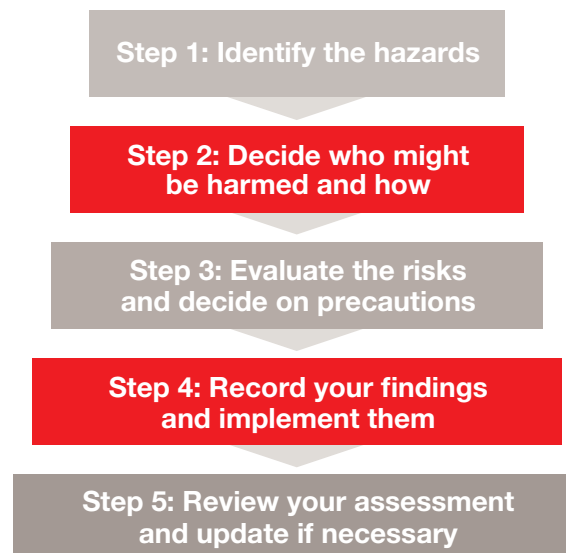 Step 1: Identify the hazards
Step 2: Decide who might
be harmed and how
Step 3: Evaluate the risks
and decide on precautions
Step 4: Record your findings
and implement them
Step 5: Review your assessment
and update if necessary